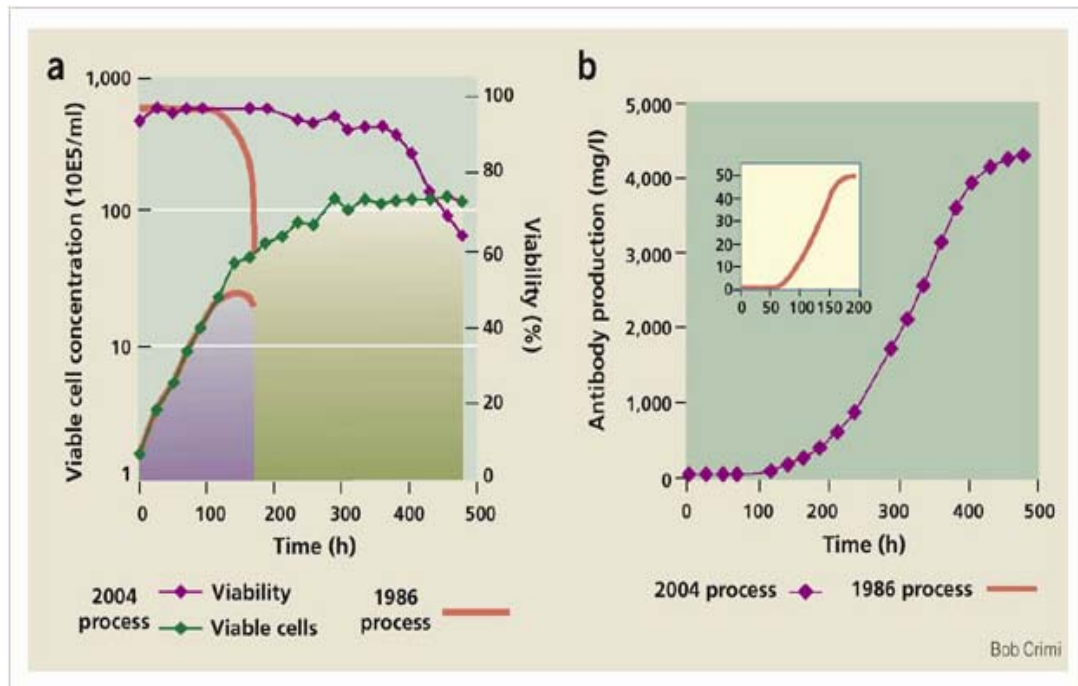 a
Viable cell concentration (10E5/ml)
1,000
100
10
1
Viability (%)
100
80
60
40
20
0
0 100 200 300 400 500
Time (h)
2004
process
Viability
Viable cells
1986
process
b
Antibody production (mg/l)
5,000
4,000
3,000
2,000
1,000
0
50
40
30
20
10
0
0 50 100 150 200
0 100 200 300 400 500
Time (h)
2004 process 1986 process
Bob Crimi